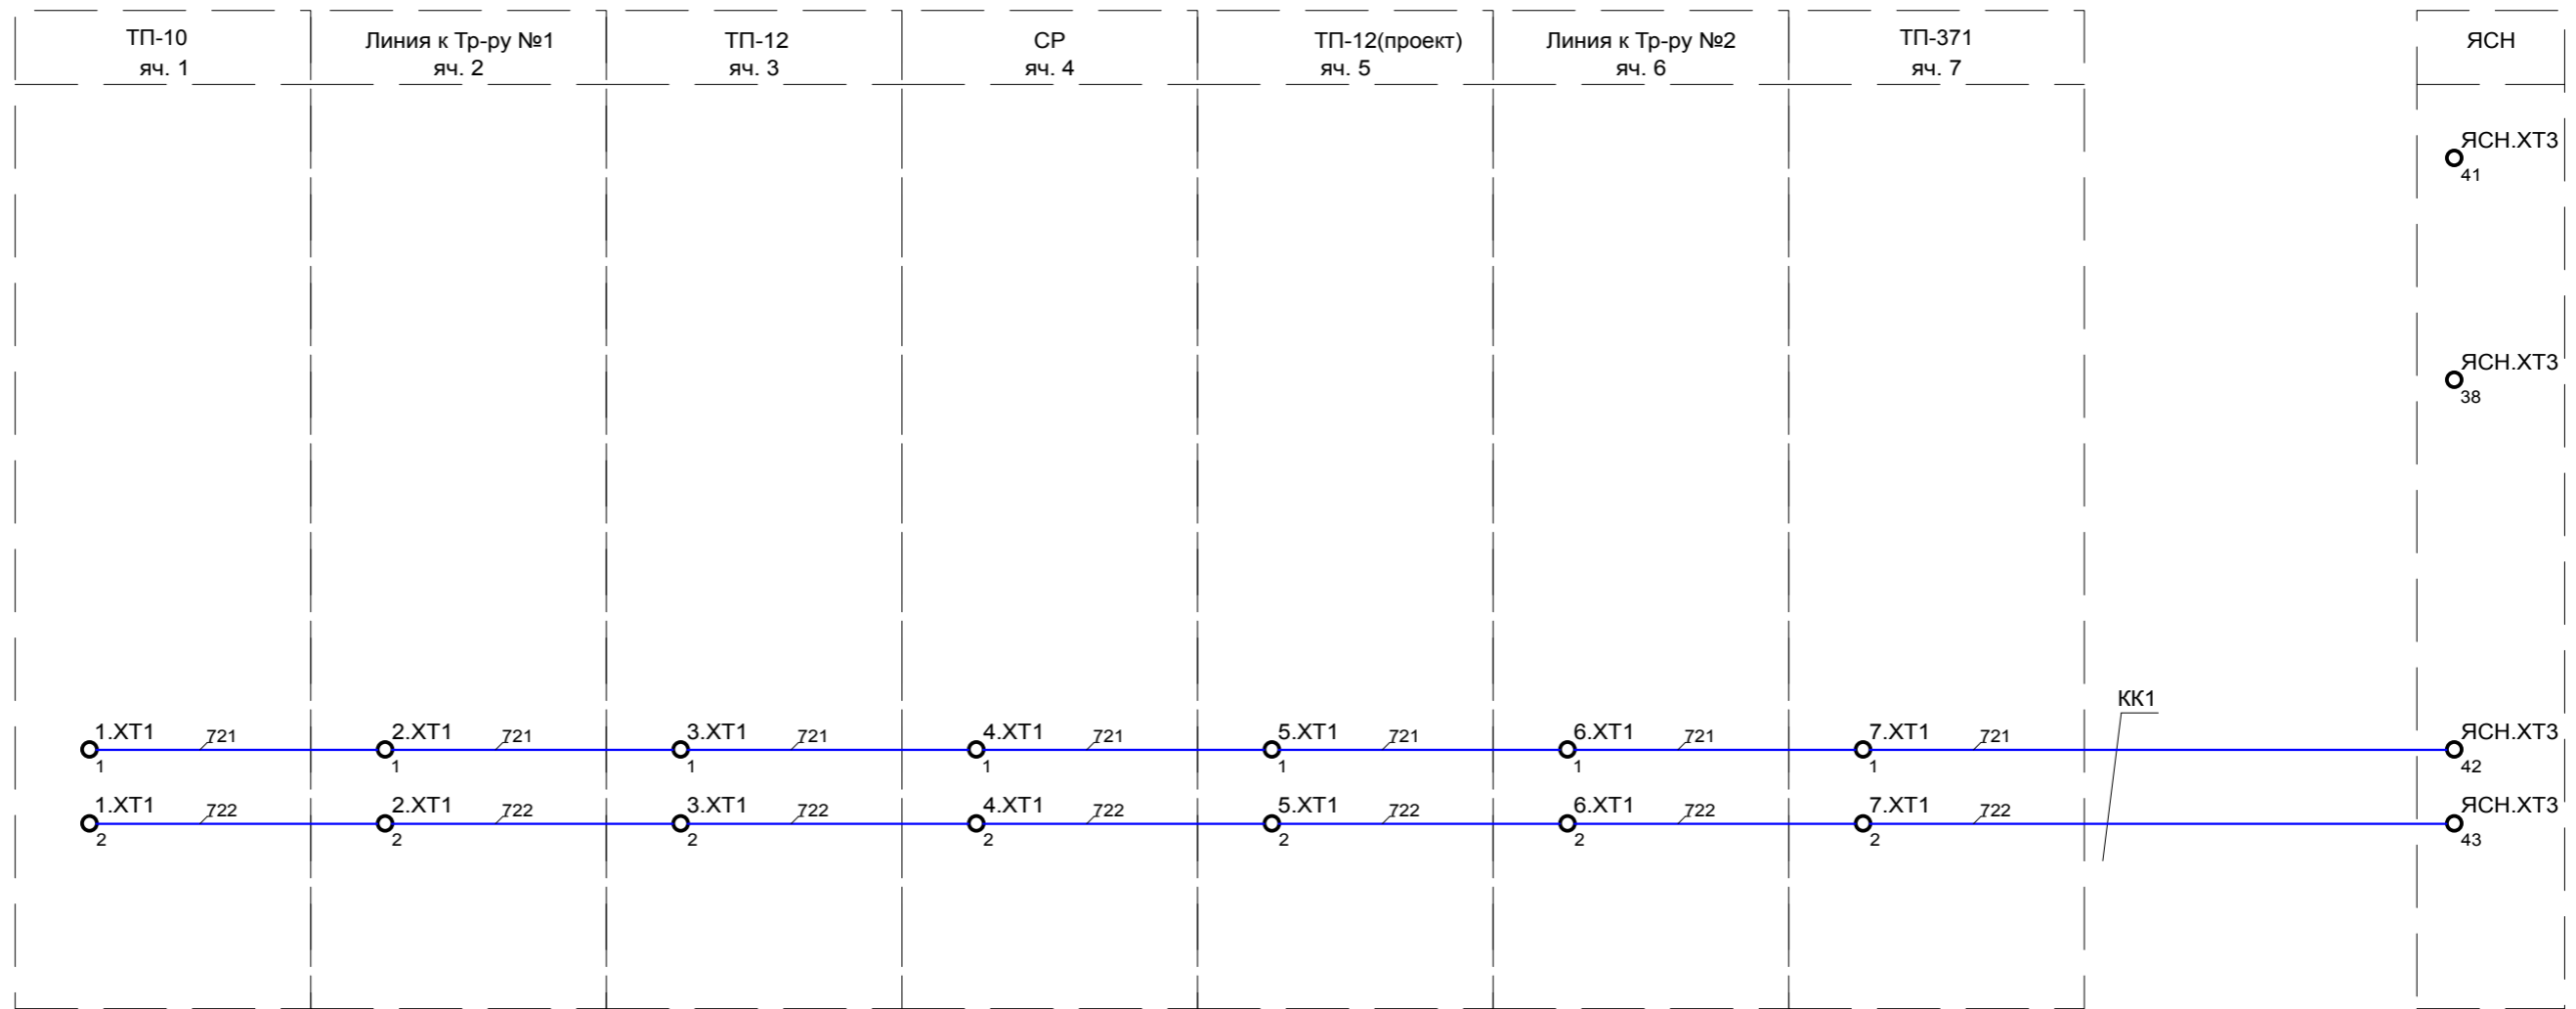 ТП-10
яч. 1
Линия к Тр-ру №1
яч. 2
ТП-12
яч. 3
СР
яч. 4
ТП-12(проект)
яч. 5
Линия к Тр-ру №2
яч. 6
ТП-371
яч. 7
ЯСН
ЯСН.ХТ3
41
ЯСН.ХТ3
38
КК1
1.ХТ1 721 2.ХТ1 721 3.ХТ1 721 4.ХТ1 721 5.ХТ1 721 6.ХТ1 721 7.ХТ1 721 ЯСН.ХТ3
1 1 1 1 1 1 1 42
1.ХТ1 722 2.ХТ1 722 3.ХТ1 722 4.ХТ1 722 5.ХТ1 722 6.ХТ1 722 7.ХТ1 722 ЯСН.ХТ3
2 2 2 2 2 2 2 43